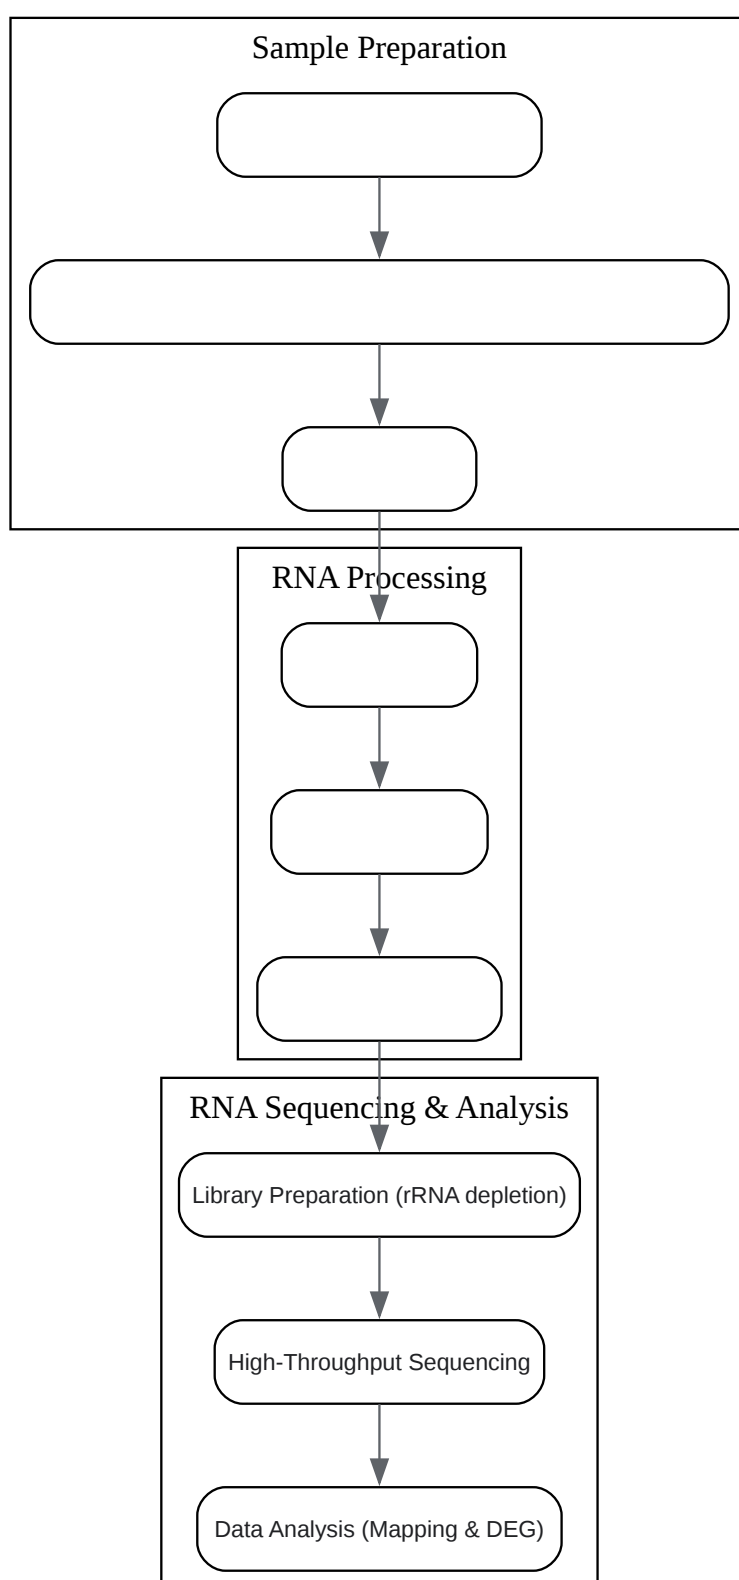 Sample Preparation
RNA Processing
RNA Sequencing & Analysis
Library Preparation (rRNA depletion)
High-Throughput Sequencing
Data Analysis (Mapping & DEG)